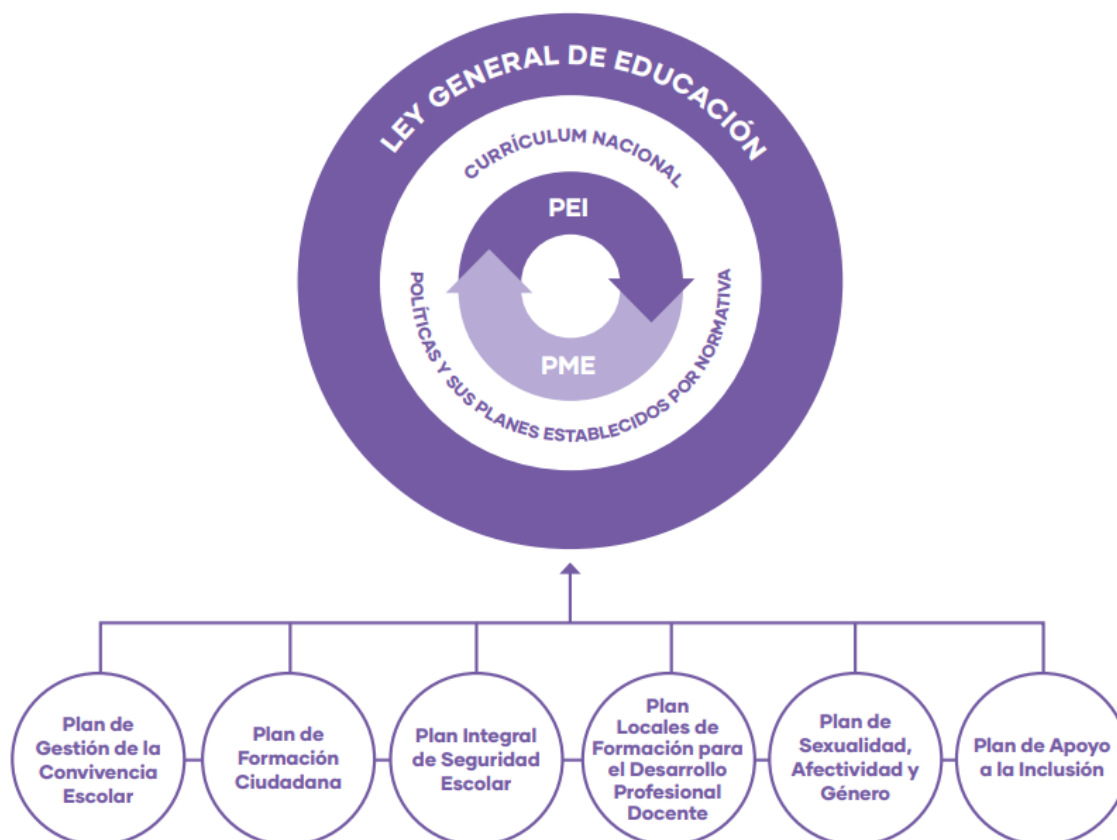 LEY GENERAL DE EDUCACIÓN
CURRÍCULUM NACIONAL
PEI
PME
POLÍTICAS Y SUS PLANES ESTABLECIDOS POR NORMATIVA
Plan de
Gestión de la
Convivencia
Escolar
Plan de
Formación
Ciudadana
Plan Integral
de Seguridad
Escolar
Plan
Locales de
Formación para
el Desarrollo
Profesional
Docente
Plan de
Sexualidad,
Afectividad y
Género
Plan de Apoyo
a la Inclusión